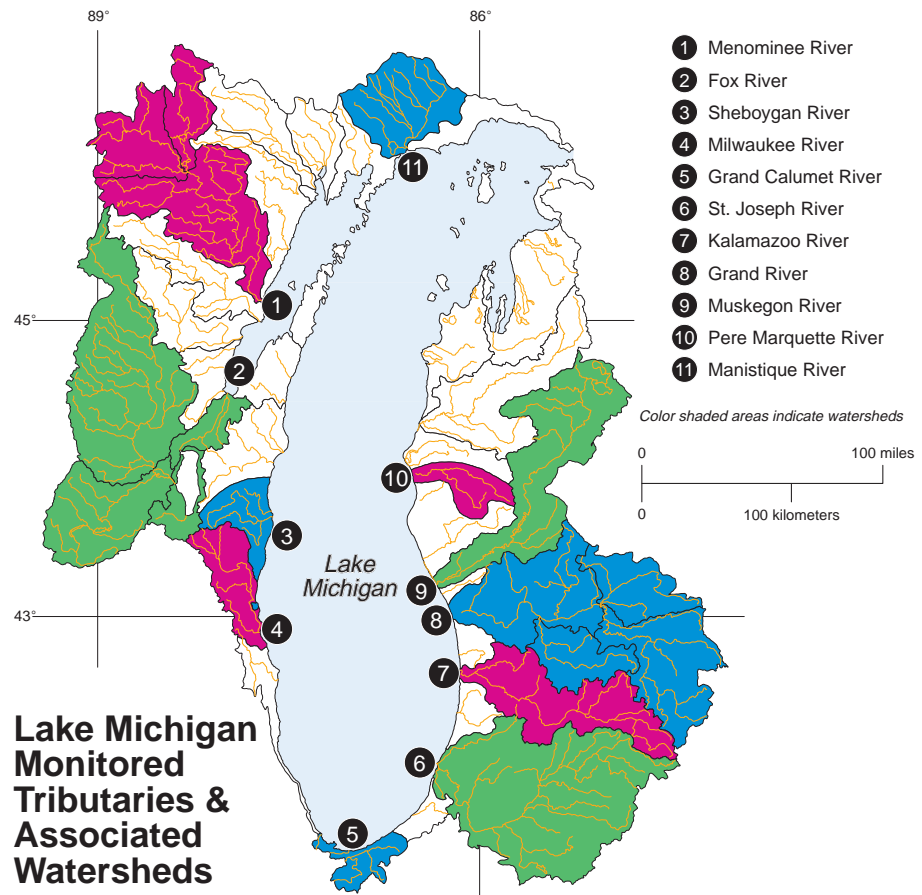 89°
86°
1 Menominee River
2 Fox River
3 Sheboygan River
4 Milwaukee River
5 Grand Calumet River
6 St. Joseph River
7 Kalamazoo River
8 Grand River
9 Muskegon River
10 Pere Marquette River
11 Manistique River
Color shaded areas indicate watersheds
0 100 miles
0 100 kilometers
11
1
45°
2
10
3
Lake
Michigan
9
43°
8
4
7
6
5
Lake Michigan
Monitored
Tributaries &
Associated
Watersheds